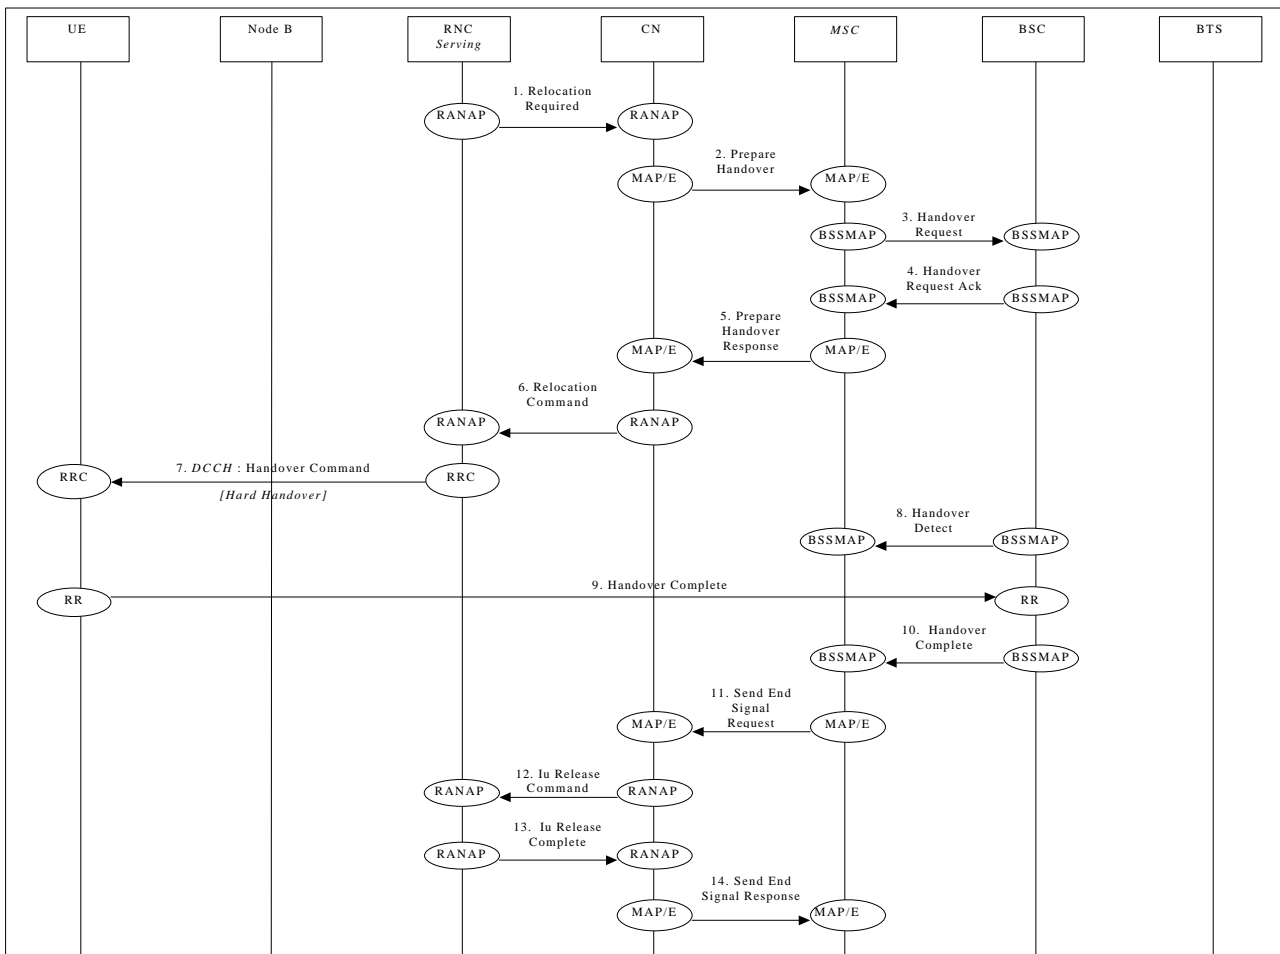 UE
Node B
RNC
Serving
CN
MSC
BSC
BTS
1. Relocation
Required
RANAP
RANAP
2. Prepare
Handover
MAP/E
MAP/E
3. Handover
Request
BSSMAP
BSSMAP
4. Handover
Request Ack
BSSMAP
BSSMAP
5. Prepare
Handover
Response
MAP/E
MAP/E
6. Relocation
Command
RANAP
RANAP
7. DCCH : Handover Command
[Hard Handover]
RRC
RRC
8. Handover
Detect
BSSMAP
BSSMAP
9. Handover Complete
RR
RR
10. Handover
Complete
BSSMAP
BSSMAP
11. Send End
Signal
Request
MAP/E
MAP/E
12. Iu Release
Command
RANAP
RANAP
13. Iu Release
Complete
RANAP
RANAP
14. Send End
Signal Response
MAP/E
MAP/E